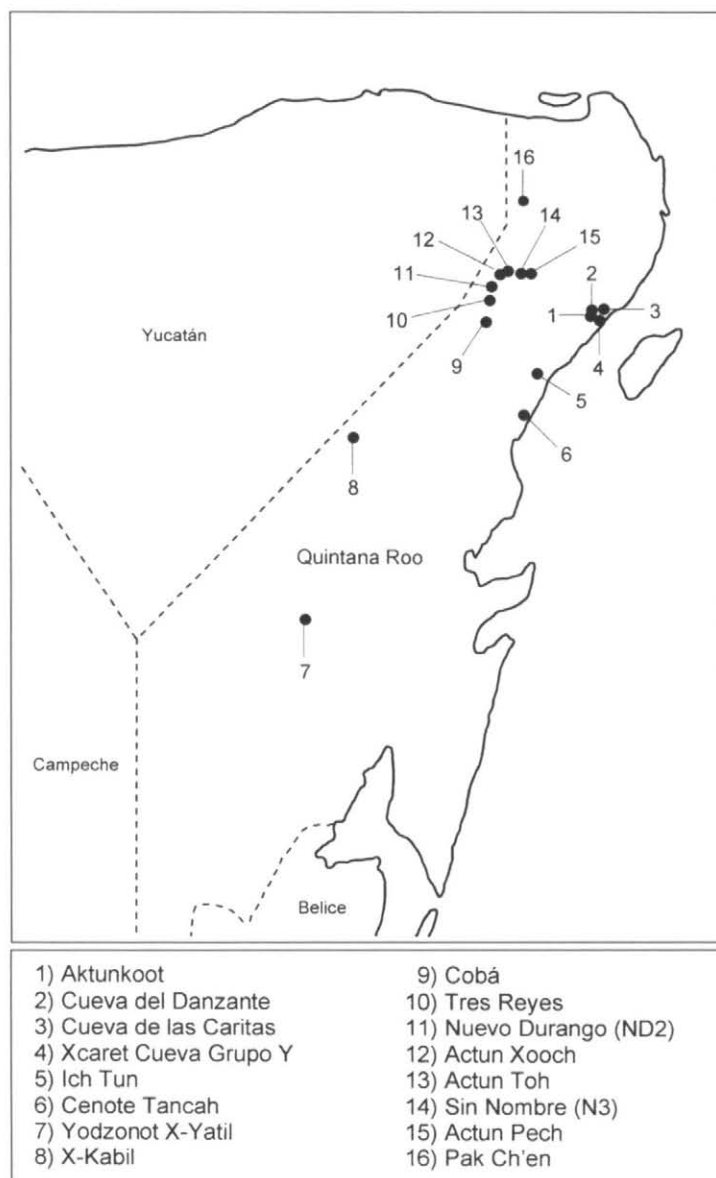 16
13
14
12
15
11
2
10
3
1
Yucatán
9
4
5
6
8
Quintana Roo
7
Campeche
Belice
1) Aktunkoot
2) Cueva del Danzante
3) Cueva de las Caritas
4) Xcaret Cueva Grupo Y
5) Ich Tun
6) Cenote Tancah
7) Yodzonot X-Yatil
8) X-Kabil
9) Cobá
10) Tres Reyes
11) Nuevo Durango (ND2)
12) Actun Xooch
13) Actun Toh
14) Sin Nombre (N3)
15) Actun Pech
16) Pak Ch'en